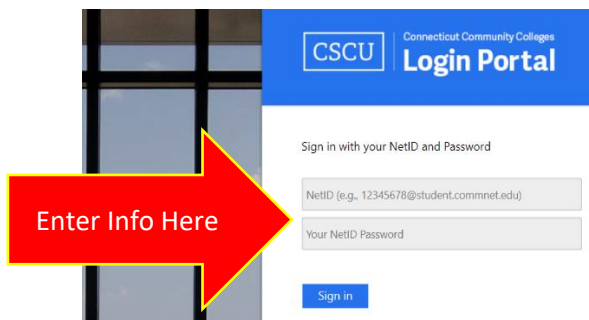 CSCU
Connecticut Community Colleges
Login Portal
Sign in with your NetID and Password
NetID (e.g., 12345678@student.commnet.edu)
Enter Info Here
Your NetID Password
Sign in